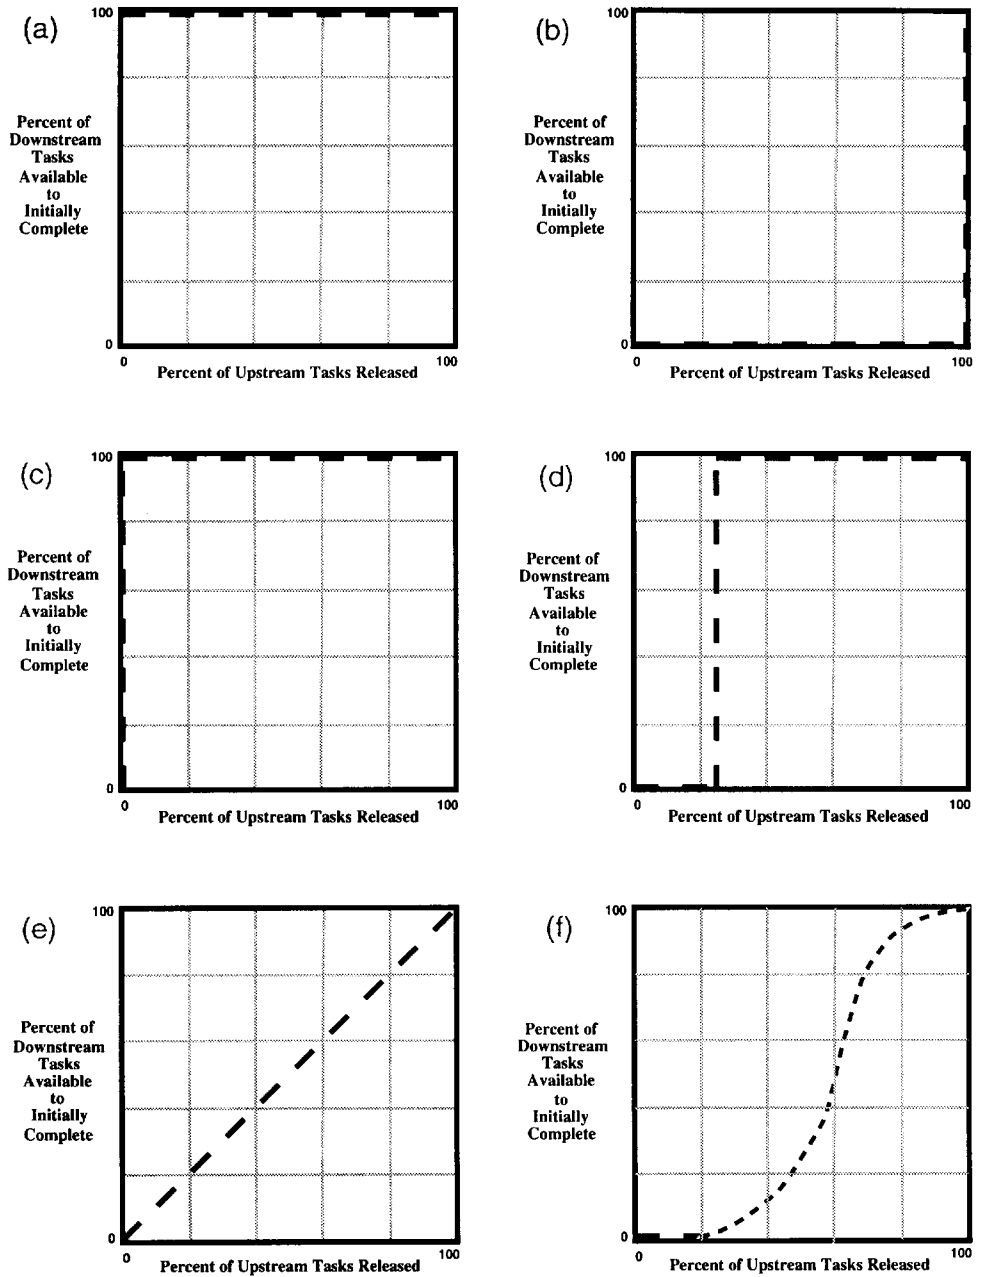 (a)
100
Percent of
Downstream
Tasks
Available
to
Initially
Complete
0
0
100
Percent of Upstream Tasks Released
(b)
100
Percent of
Downstream
Tasks
Available
to
Initially
Complete
0
0
100
Percent of Upstream Tasks Released
(c)
100
Percent of
Downstream
Tasks
Available
to
Initially
Complete
0
0
100
Percent of Upstream Tasks Released
(d)
100
Percent of
Downstream
Tasks
Available
to
Initially
Complete
0
0
100
Percent of Upstream Tasks Released
(e)
100
Percent of
Downstream
Tasks
Available
to
Initially
Complete
0
0
100
Percent of Upstream Tasks Released
(f)
100
Percent of
Downstream
Tasks
Available
to
Initially
Complete
0
0
100
Percent of Upstream Tasks Released